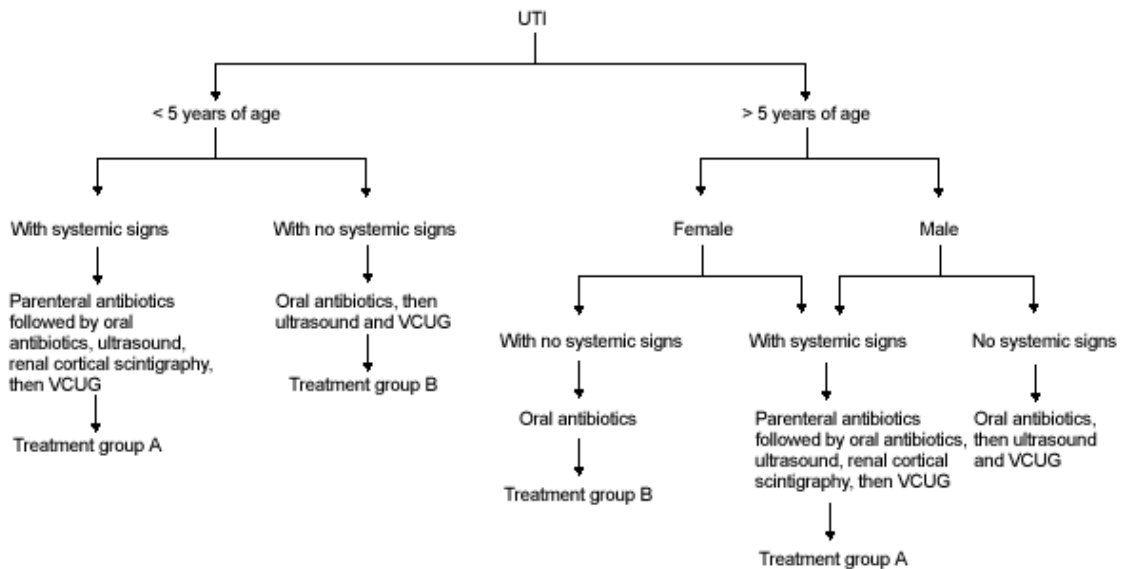 UTI
< 5 years of age
> 5 years of age
With systemic signs
With no systemic signs
Female
Male
Parenteral antibiotics
followed by oral
antibiotics, ultrasound,
renal cortical scintigraphy,
then VCUG
Oral antibiotics, then
ultrasound and VCUG
With no systemic signs
With systemic signs
No systemic signs
Treatment group A
Treatment group B
Oral antibiotics
Parenteral antibiotics
followed by oral antibiotics,
ultrasound, renal cortical
scintigraphy, then VCUG
Oral antibiotics,
then ultrasound
and VCUG
Treatment group B
Treatment group A